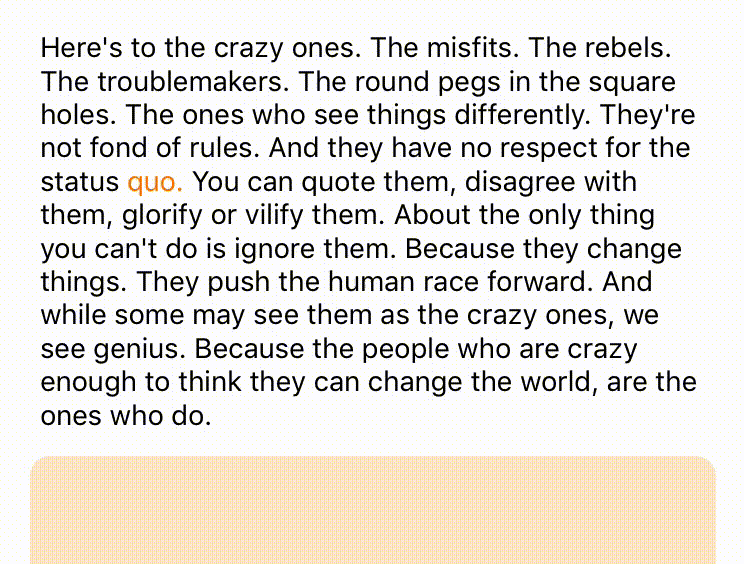 Here's to the crazy ones. The misfits. The rebels.
The troublemakers. The round pegs in the square
holes. The ones who see things differently. They're
not fond of rules. And they have no respect for the
status quo. You can quote them, disagree with
them, glorify or vilify them. About the only thing
you can't do is ignore them. Because they change
things. They push the human race forward. And
while some may see them as the crazy ones, we
see genius. Because the people who are crazy
enough to think they can change the world, are the
ones who do.